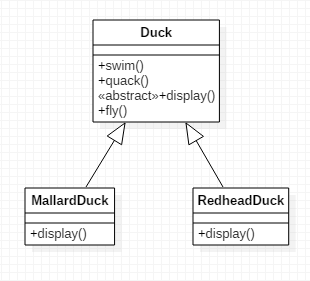 Duck
+swim()
+quack()
«abstract»+display()
+fly()
MallardDuck
+display()
RedheadDuck
+display()